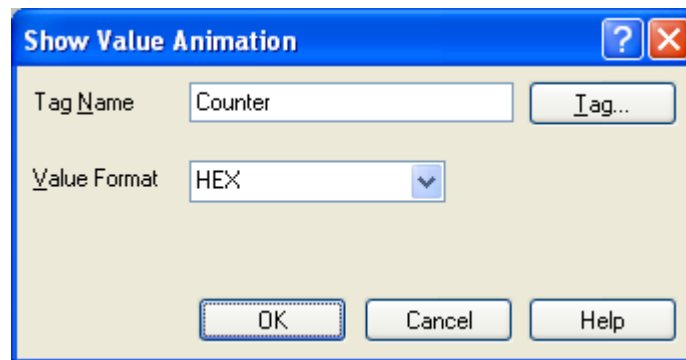 Show Value Animation
Tag Name Counter Tag...
Value Format HEX
OK Cancel Help